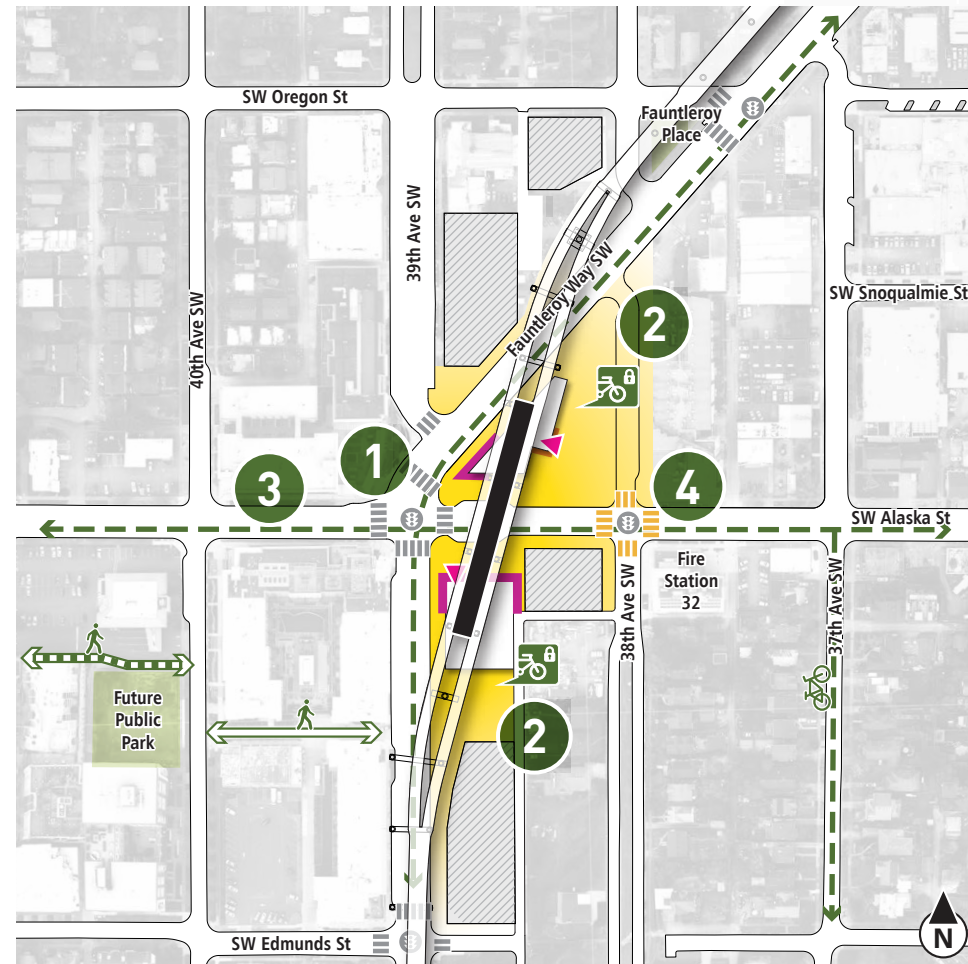 SW Oregon St
Fauntleroy
Place
39th Ave SW
40th Ave SW
Fauntleroy Way SW
SW Snoqualmie St
2
1
3
4
SW Alaska St
Fire
Station
32
38th Ave SW
37th Ave SW
Future
Public
Park
2
SW Edmunds St
N